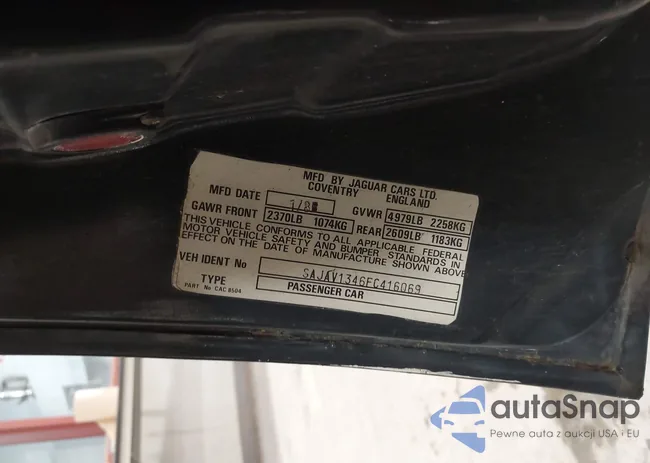 MFD BY JAGUAR CARS LTD.
COVENTRY ENGLAND
MFD DATE GVWR 4979LB 2258KG
GAWR FRONT 2370LB 1074KG REAR 2609LB 1183KG
THIS VEHICLE CONFORMS TO ALL APPLICABLE FEDERAL
MOTOR VEHICLE SAFETY AND BUMPER STANDARDS IN
EFFECT ON THE DATE OF MANUFACTURE SHOWN ABOVE
VEH IDENT No SAJAV1346FC416069
TYPE PASSENGER CAR
PART No CAC 8504
autoSnap
Pewne auta z aukcji USA i EU